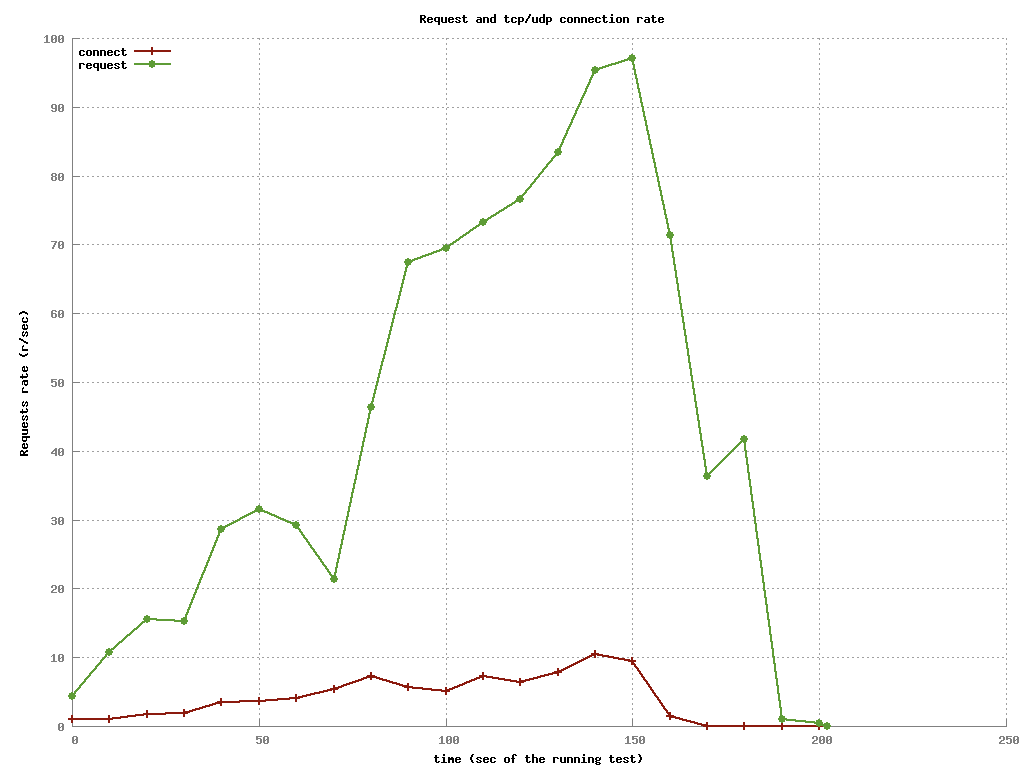 Request and tcp/udp connection rate
connect
request
100
90
80
70
60
50
40
30
20
10
0
Requests rate (r/sec)
0 50 100 150 200 250
time (sec of the running test)